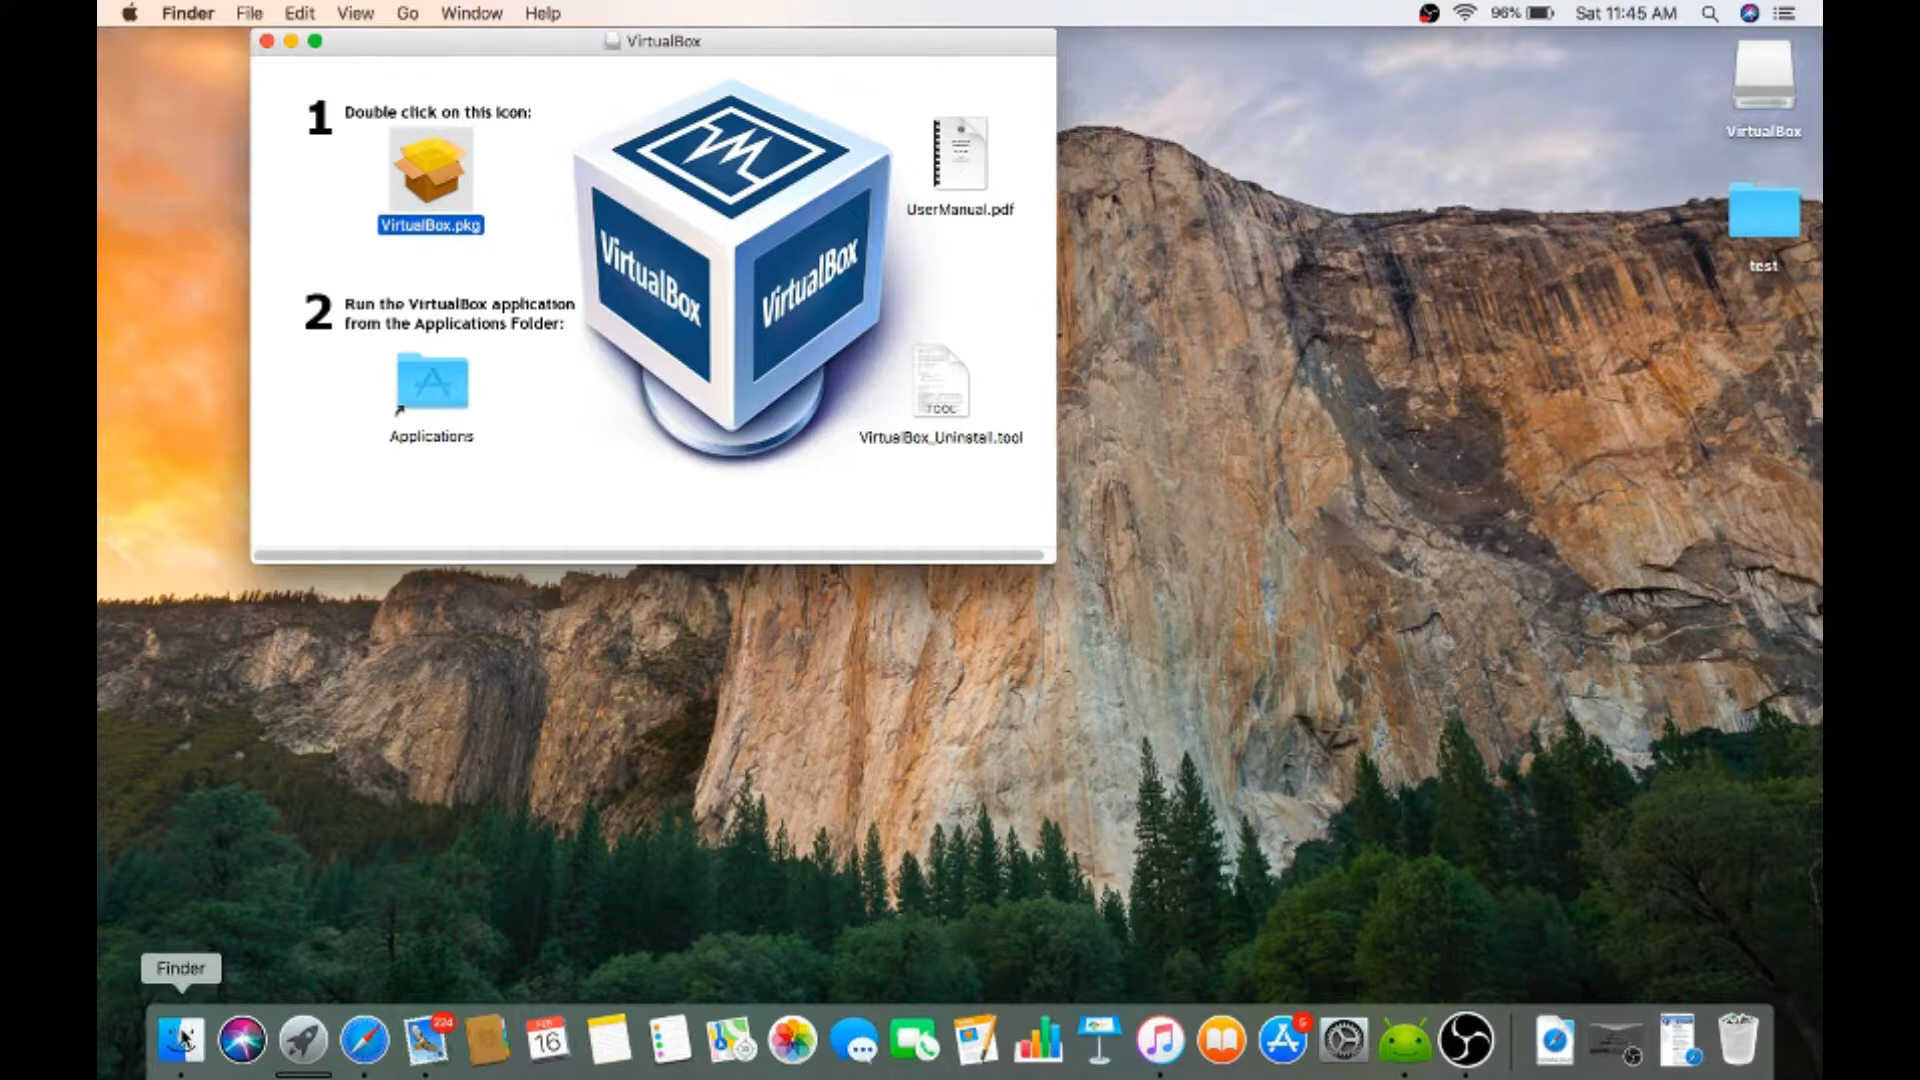 Finder File Edit View Go Window Help
96% Sat 11:45 AM
VirtualBox
1 Double click on this icon:
VirtualBox.pkg
2 Run the VirtualBox application
from the Applications Folder:
Applications
VirtualBox
VirtualBox
UserManual.pdf
TOOL
VirtualBox_Uninstall.tool
VirtualBox
test
Finder
224
FEB
16